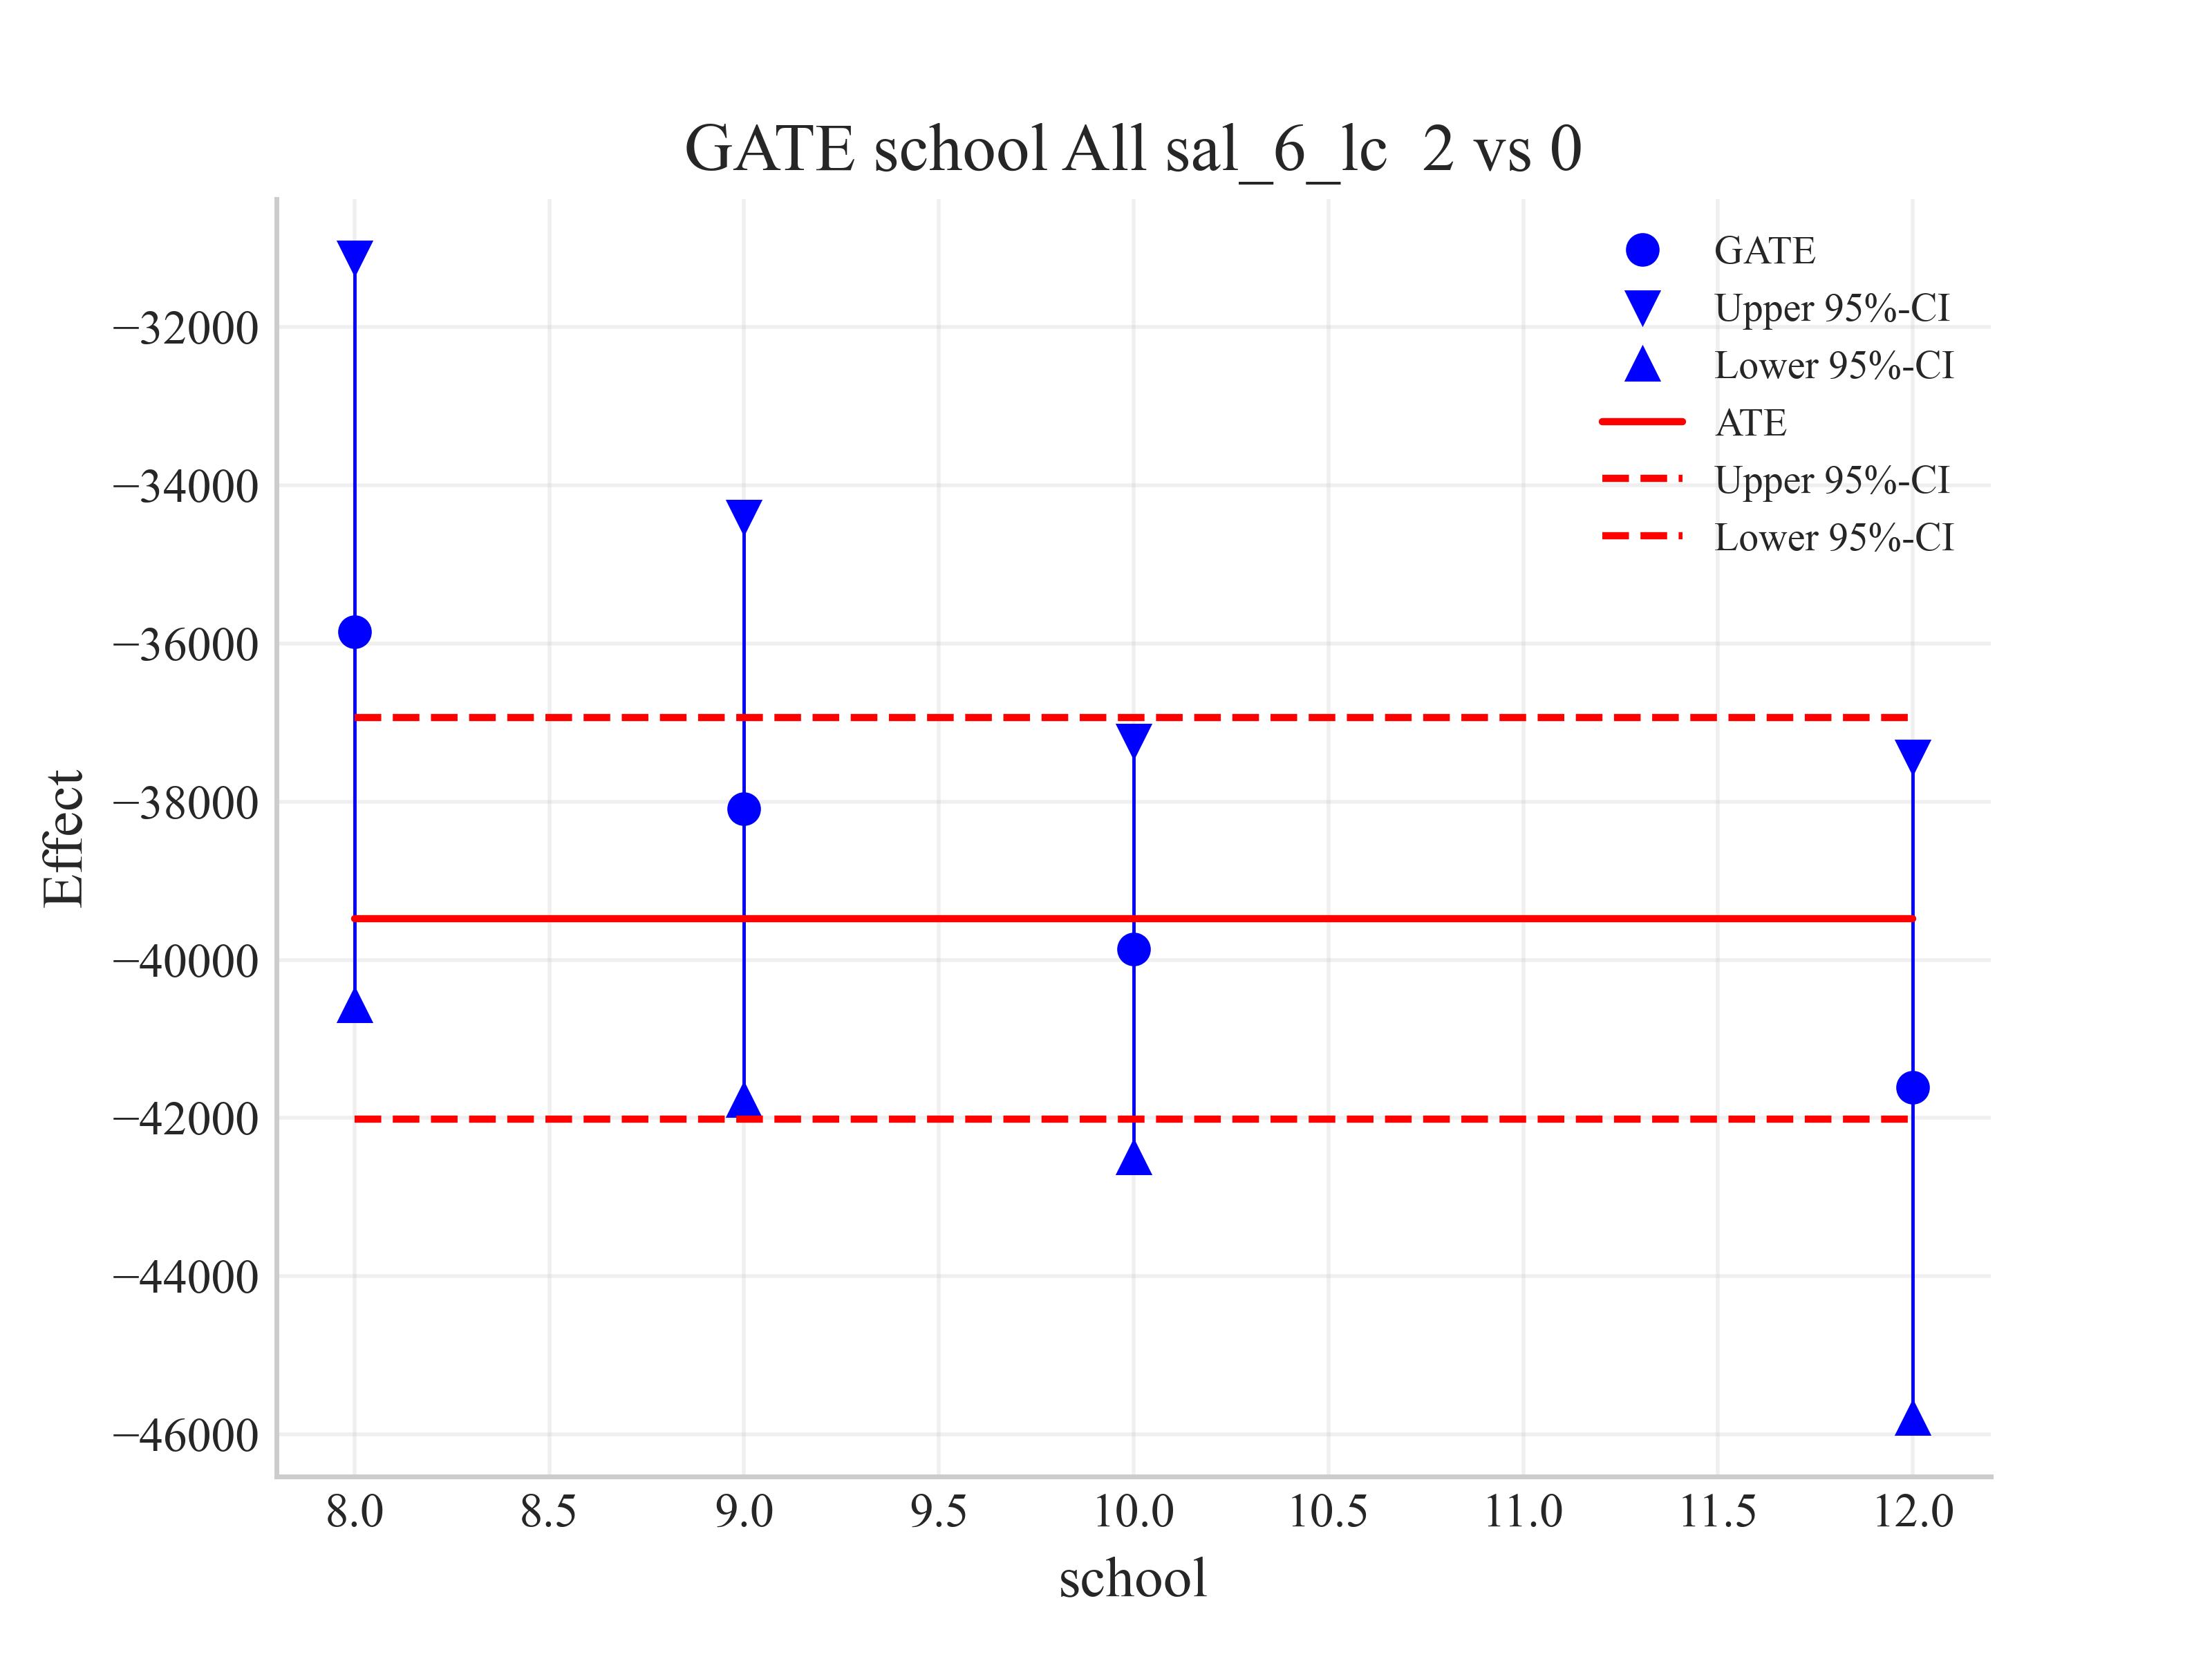 GATE school All sal_6_lc  2 vs 0
GATE
Upper 95%-CI
Lower 95%-CI
ATE
Upper 95%-CI
Lower 95%-CI
−32000
−34000
−36000
−38000
−40000
−42000
−44000
−46000
Effect
8.0 8.5 9.0 9.5 10.0 10.5 11.0 11.5 12.0
school